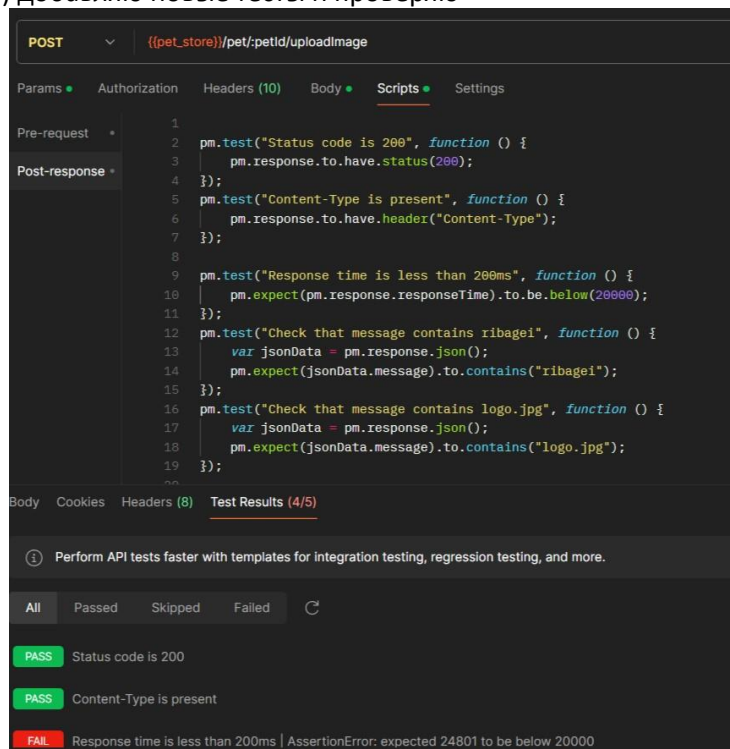 добавляю новые тесты и проверяю
POST {{pet_store}}/pet/:petId/uploadImage
Params Authorization Headers (10) Body Scripts Settings
Pre-request
Post-response
1
2 pm.test("Status code is 200", function () {
3 pm.response.to.have.status(200);
4 });
5 pm.test("Content-Type is present", function () {
6 pm.response.to.have.header("Content-Type");
7 });
8
9 pm.test("Response time is less than 200ms", function () {
10 pm.expect(pm.response.responseTime).to.be.below(20000);
11 });
12 pm.test("Check that message contains ribagei", function () {
13 var jsonData = pm.response.json();
14 pm.expect(jsonData.message).to.contains("ribagei");
15 });
16 pm.test("Check that message contains logo.jpg", function () {
17 var jsonData = pm.response.json();
18 pm.expect(jsonData.message).to.contains("logo.jpg");
19 });
Body Cookies Headers (8) Test Results (4/5)
Perform API tests faster with templates for integration testing, regression testing, and more.
All Passed Skipped Failed
PASS Status code is 200
PASS Content-Type is present
FAIL Response time is less than 200ms | AssertionError: expected 24801 to be below 20000